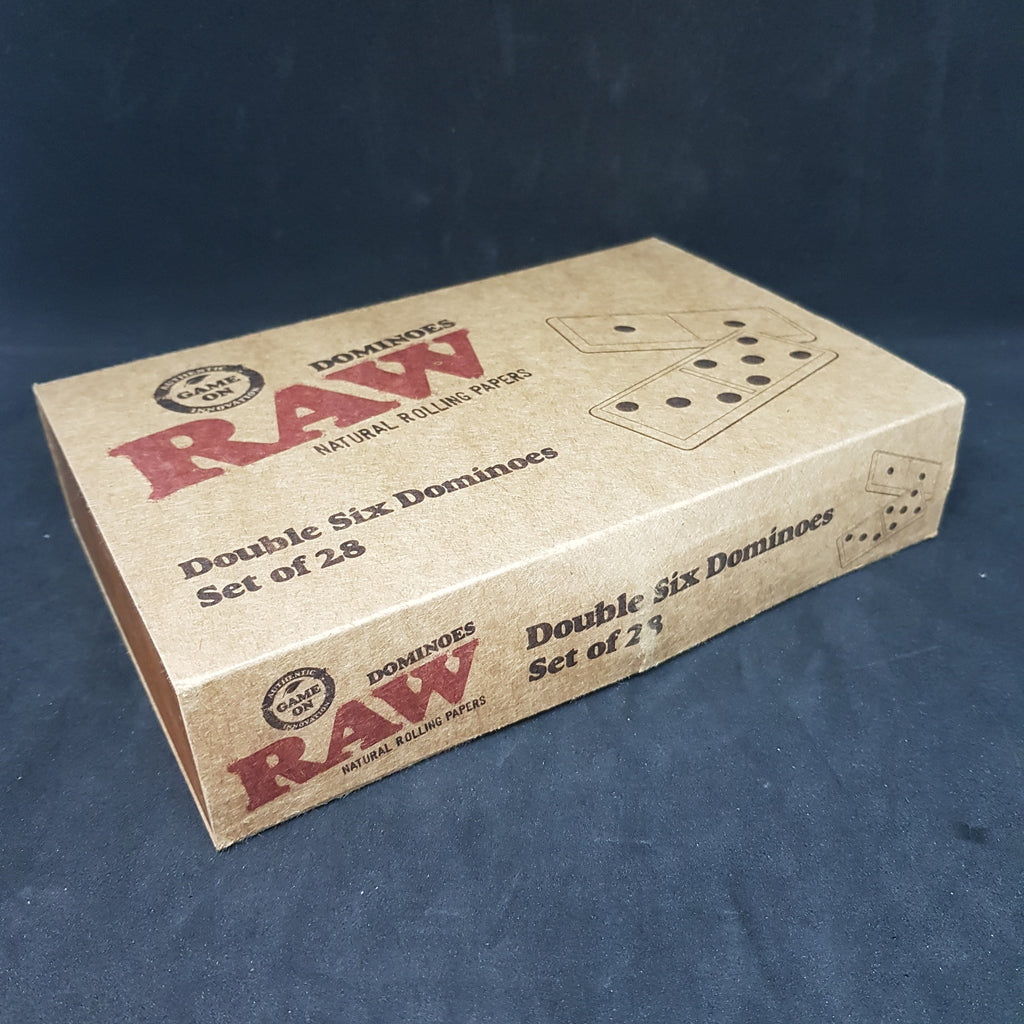 AUTHENTIC
GAME
ON
INNOVATION
DOMINOES
RAW
NATURAL ROLLING PAPERS
Double Six Dominoes
Set of 28
AUTHENTIC
GAME
ON
INNOVATION
DOMINOES
RAW
NATURAL ROLLING PAPERS
Double Six Dominoes
Set of 28